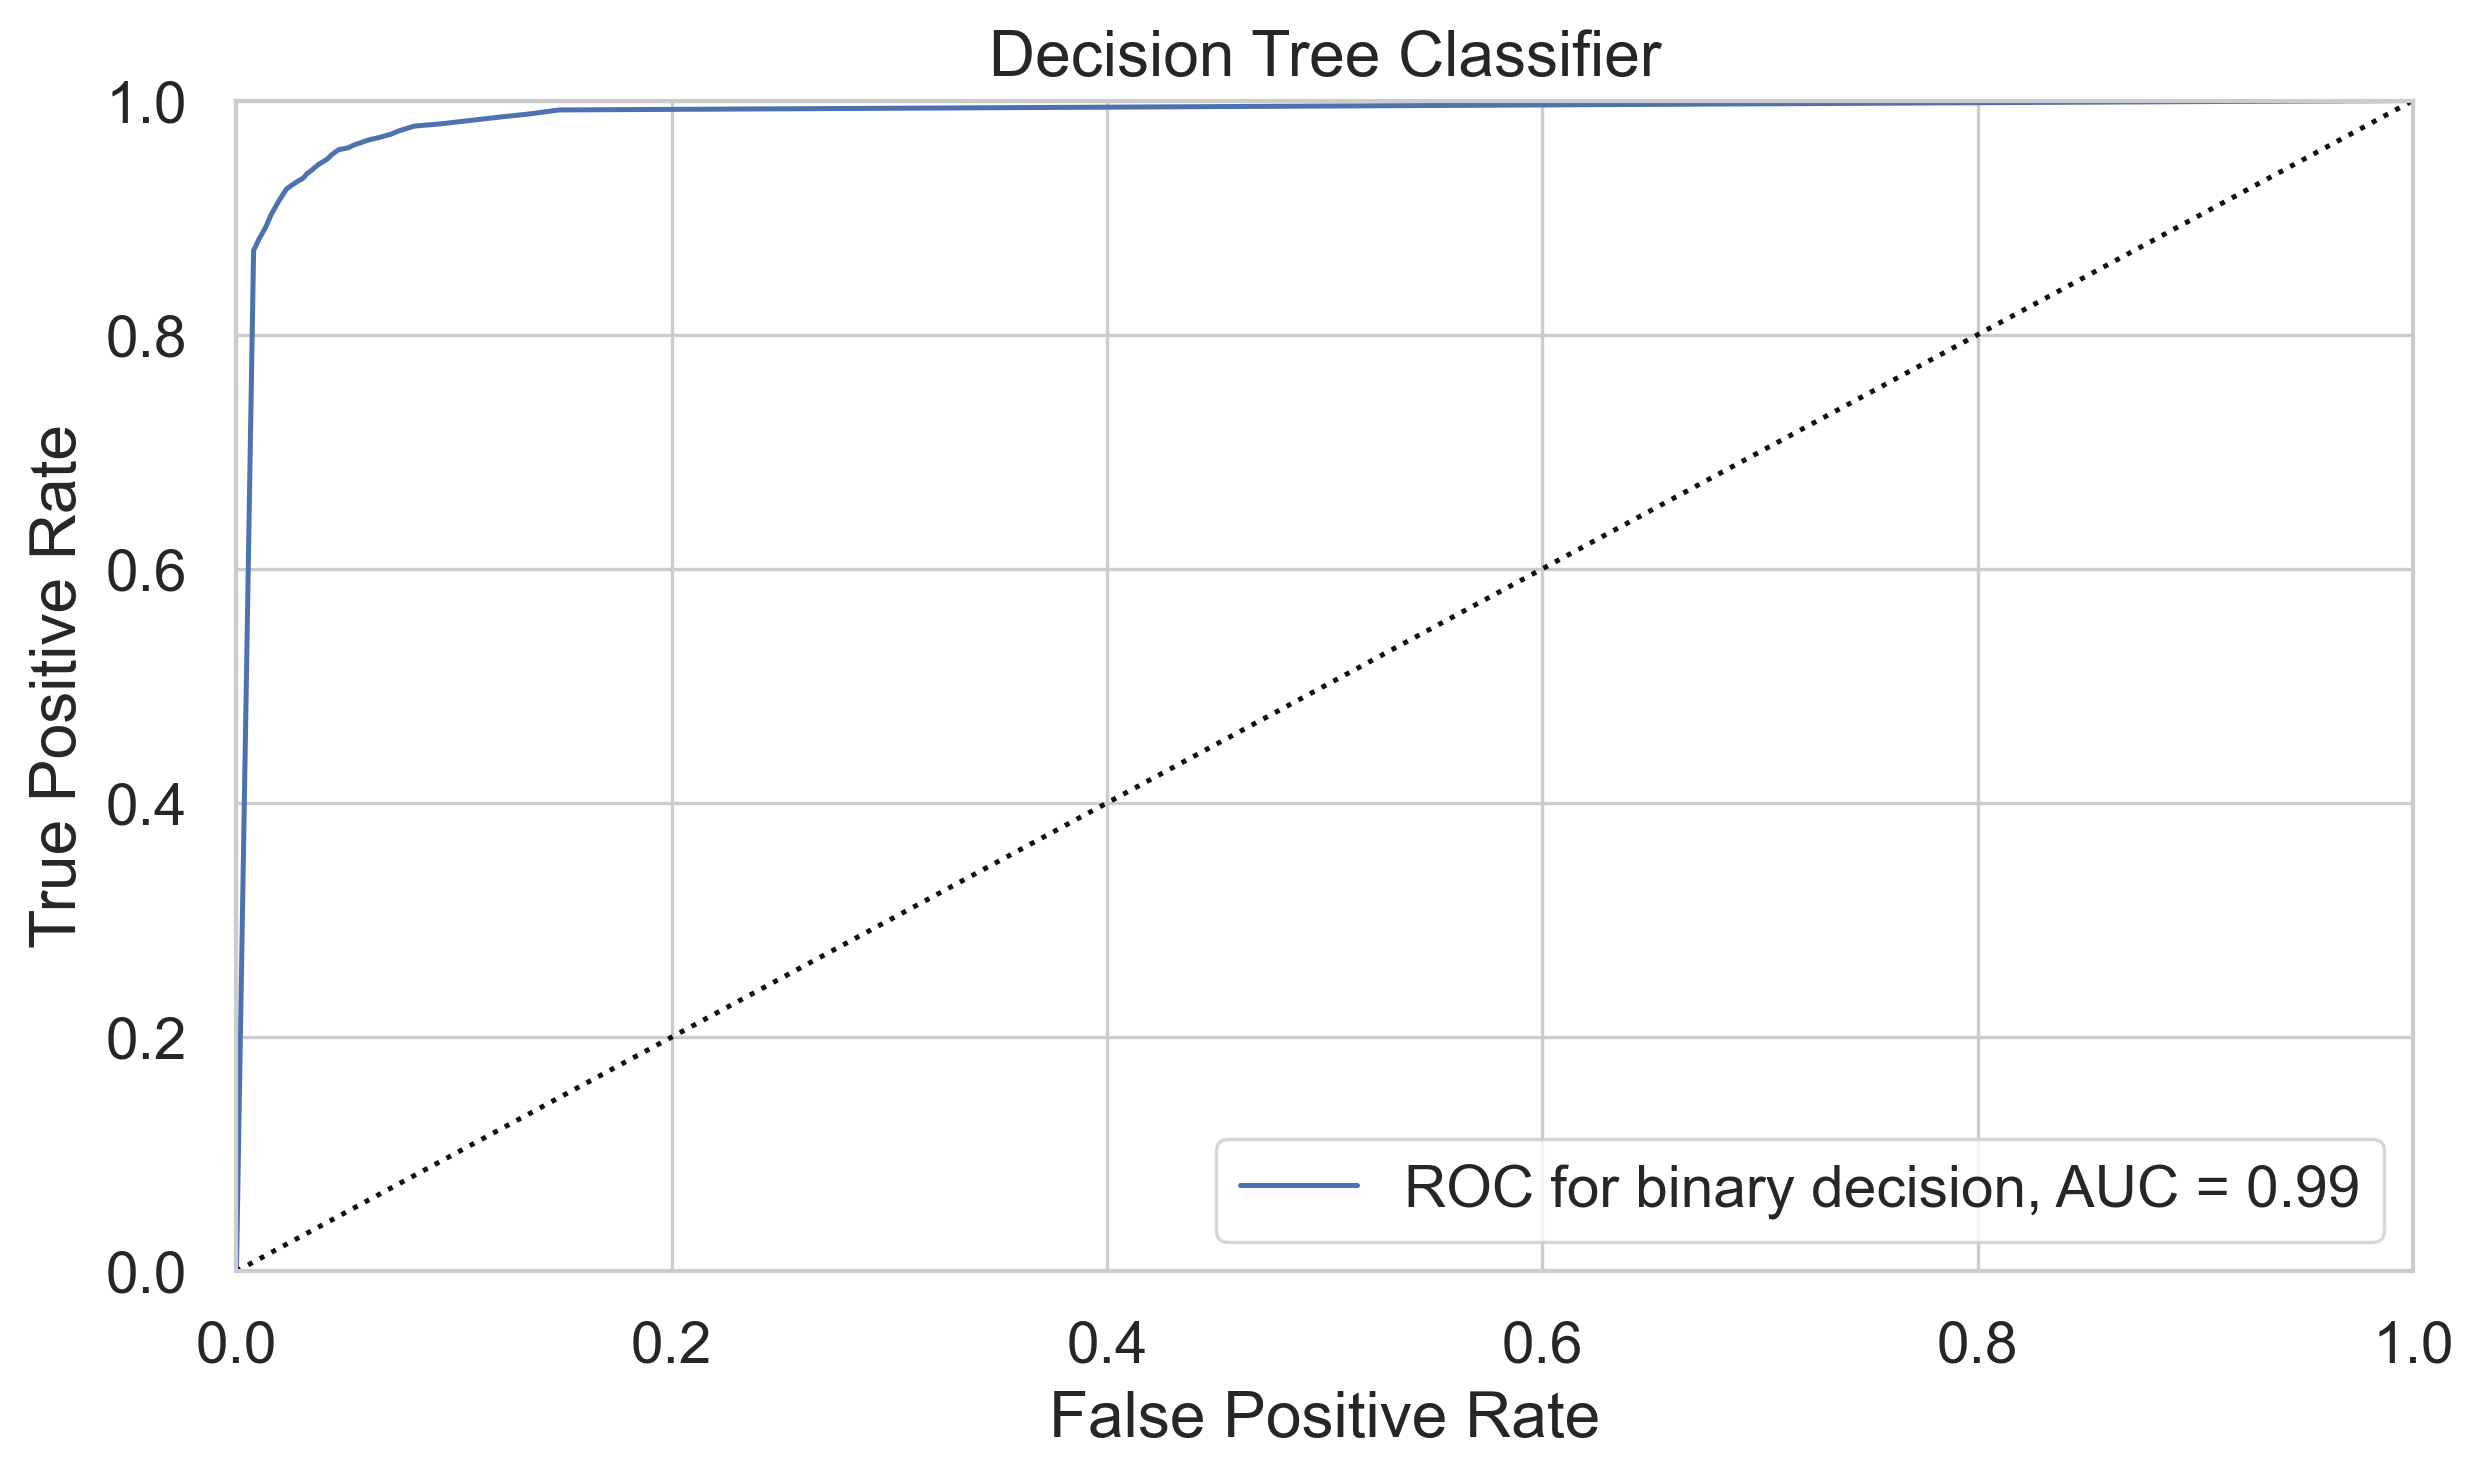 Decision Tree Classifier
1.0
0.8
0.6
0.4
0.2
0.0
True Positive Rate
ROC for binary decision, AUC = 0.99
0.0 0.2 0.4 0.6 0.8 1.0
False Positive Rate